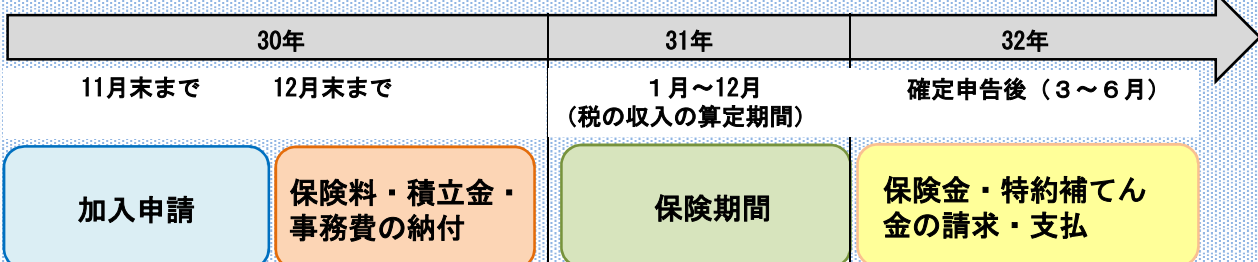 30年
31年
32年
11月末まで
12月末まで
１月～12月
（税の収入の算定期間）
確定申告後（３～６月）
加入申請
保険料・積立金・
事務費の納付
保険期間
保険金・特約補てん
金の請求・支払